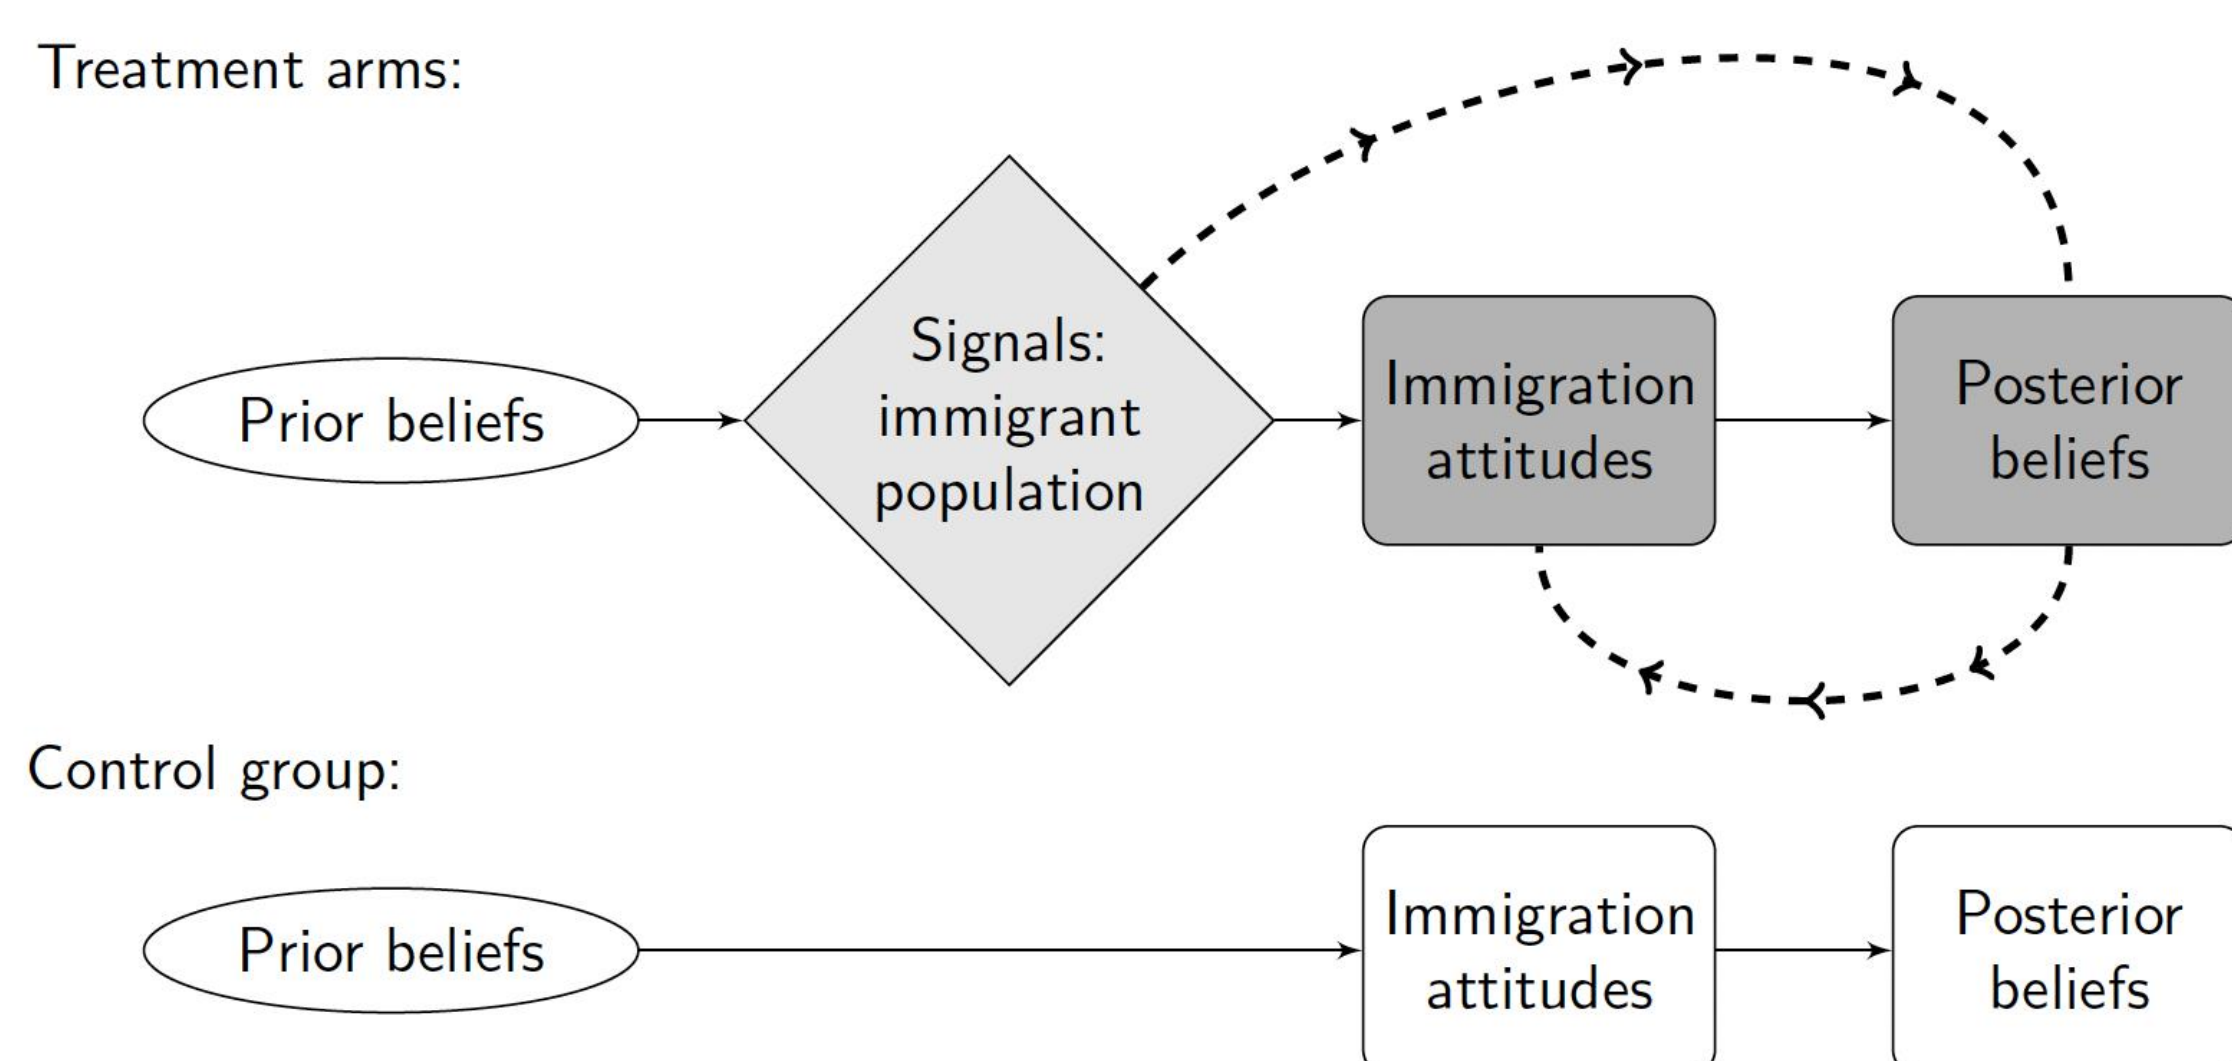 Treatment arms:
Prior beliefs
Signals:
immigrant
population
Immigration
attitudes
Posterior
beliefs
Control group:
Prior beliefs
Immigration
attitudes
Posterior
beliefs